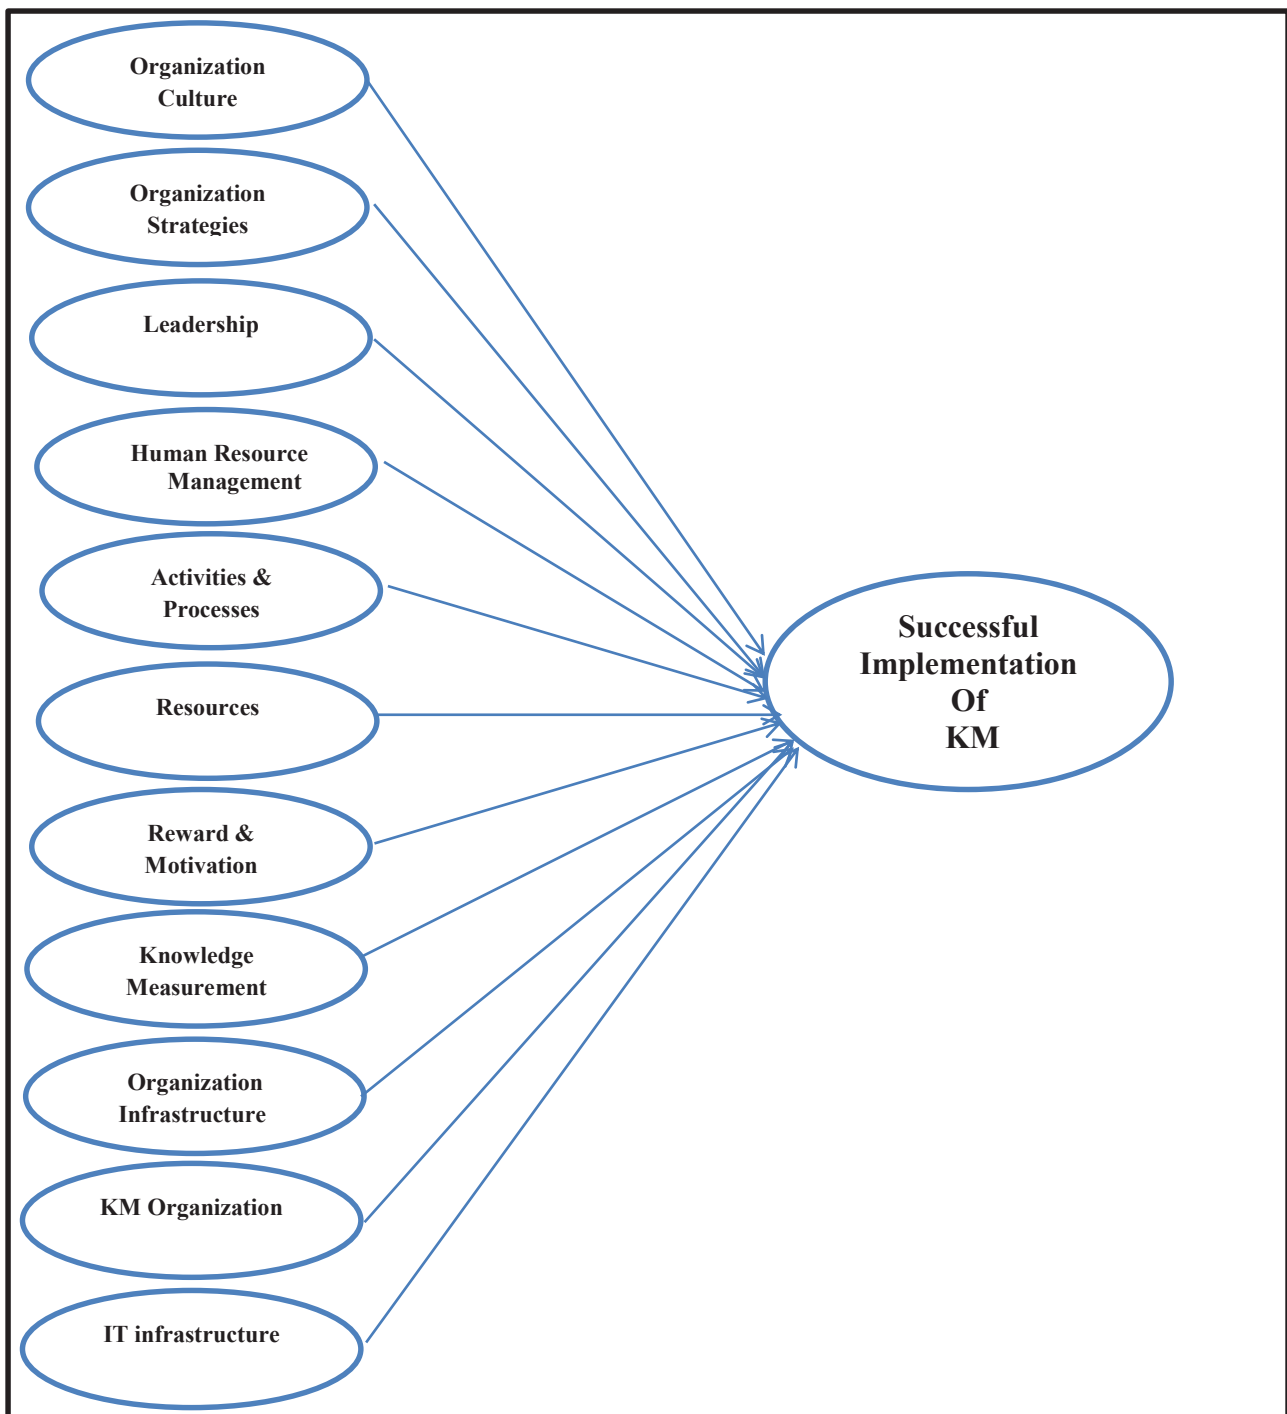 Organization
Culture
Organization
Strategies
Leadership
Human Resource
Management
Activities &
Processes
Resources
Reward &
Motivation
Knowledge
Measurement
Organization
Infrastructure
KM Organization
IT infrastructure
Successful
Implementation
Of
KM